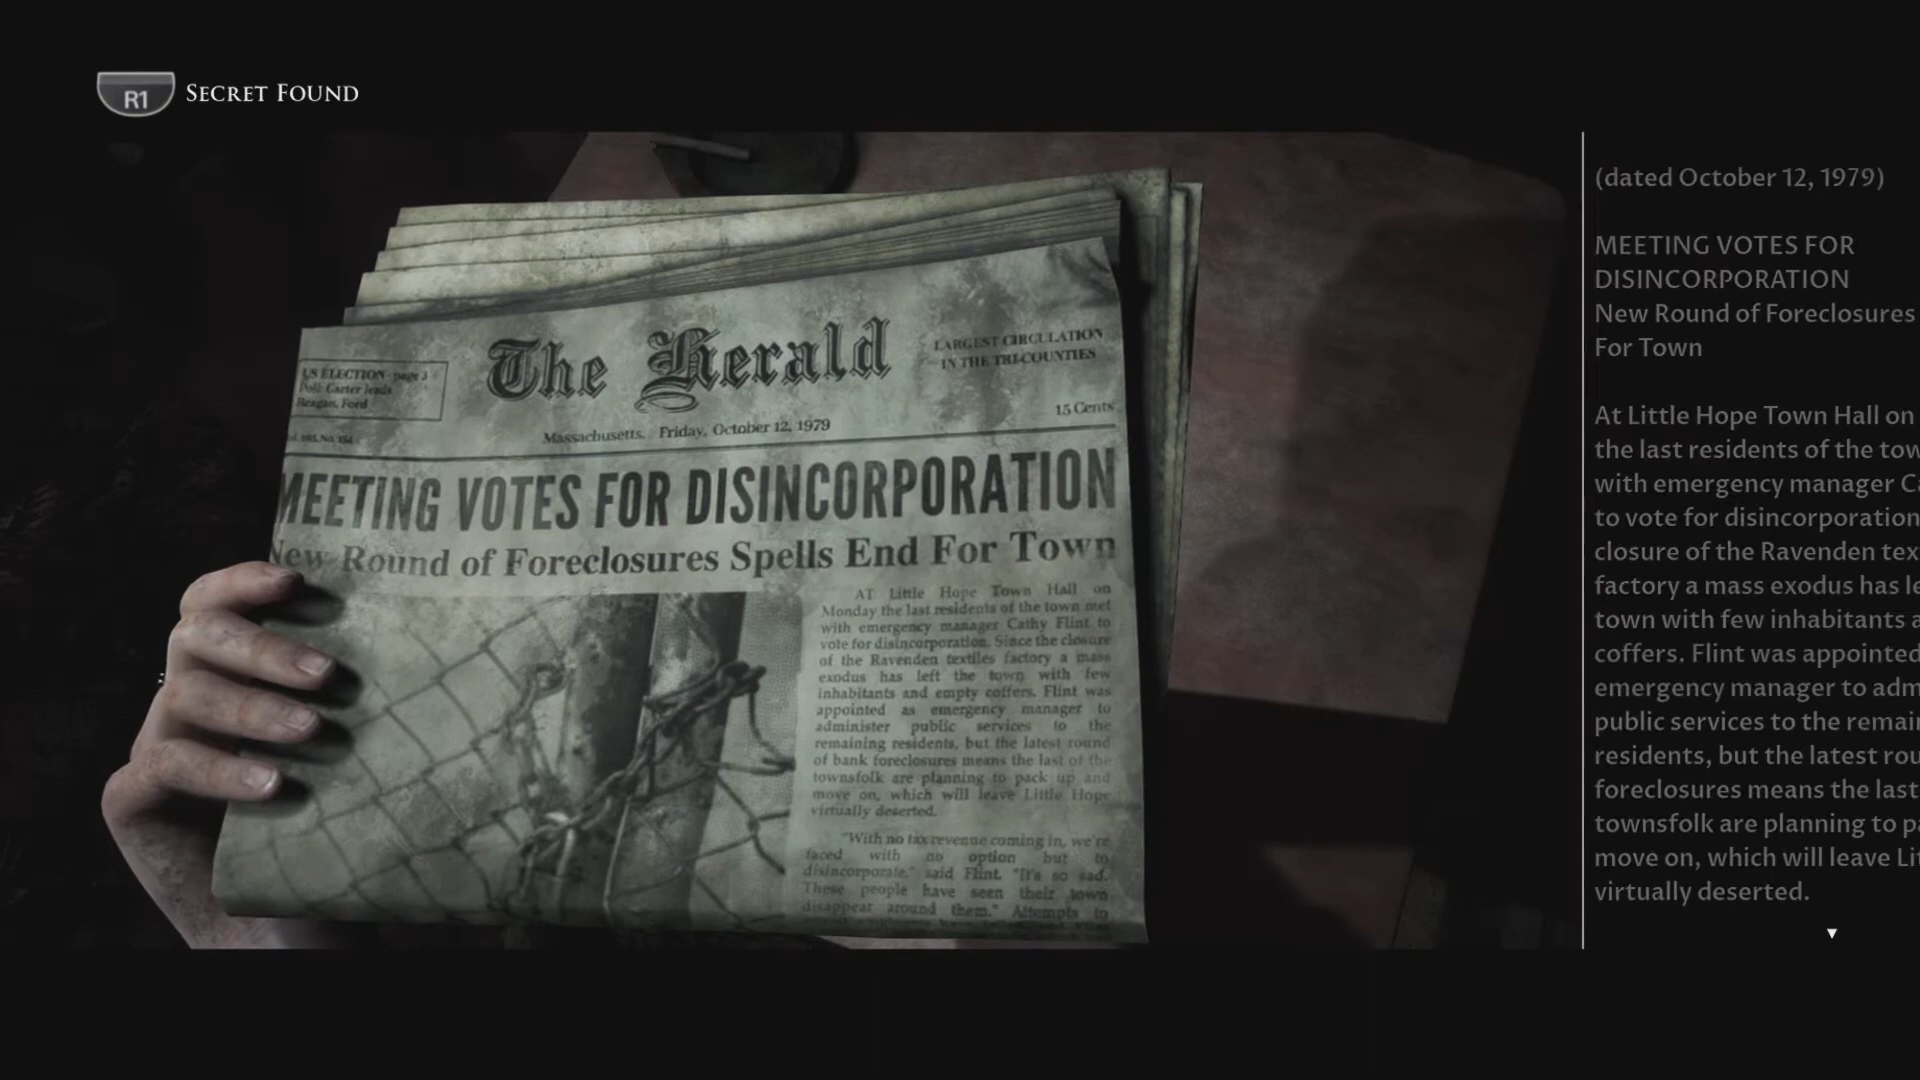 R1 SECRET FOUND
US ELECTION - page 3
Poll: Carter leads
Reagan, Ford
The Herald
LARGEST CIRCULATION
IN THE TRI-COUNTIES
15 Cents
Massachusetts. Friday, October 12, 1979
MEETING VOTES FOR DISINCORPORATION
New Round of Foreclosures Spells End For Town
AT Little Hope Town Hall on
Monday the last residents of the town met
with emergency manager Cathy Flint to
vote for disincorporation. Since the closure
of the Ravenden textiles factory a mass
exodus has left the town with few
inhabitants and empty coffers. Flint was
appointed as emergency manager to
administer public services to the
remaining residents, but the latest round
of bank foreclosures means the last of the
townsfolk are planning to pack up and
move on, which will leave Little Hope
virtually deserted.
"With no tax revenue coming in, we're
faced with no option but to
disincorporate," said Flint. "It's so sad.
These people have seen their town
disappear around them." Attempts to
(dated October 12, 1979)
MEETING VOTES FOR
DISINCORPORATION
New Round of Foreclosures
For Town
At Little Hope Town Hall on
the last residents of the tow
with emergency manager Ca
to vote for disincorporation
closure of the Ravenden tex
factory a mass exodus has le
town with few inhabitants a
coffers. Flint was appointed
emergency manager to adm
public services to the remain
residents, but the latest rou
foreclosures means the last
townsfolk are planning to pa
move on, which will leave Lit
virtually deserted.